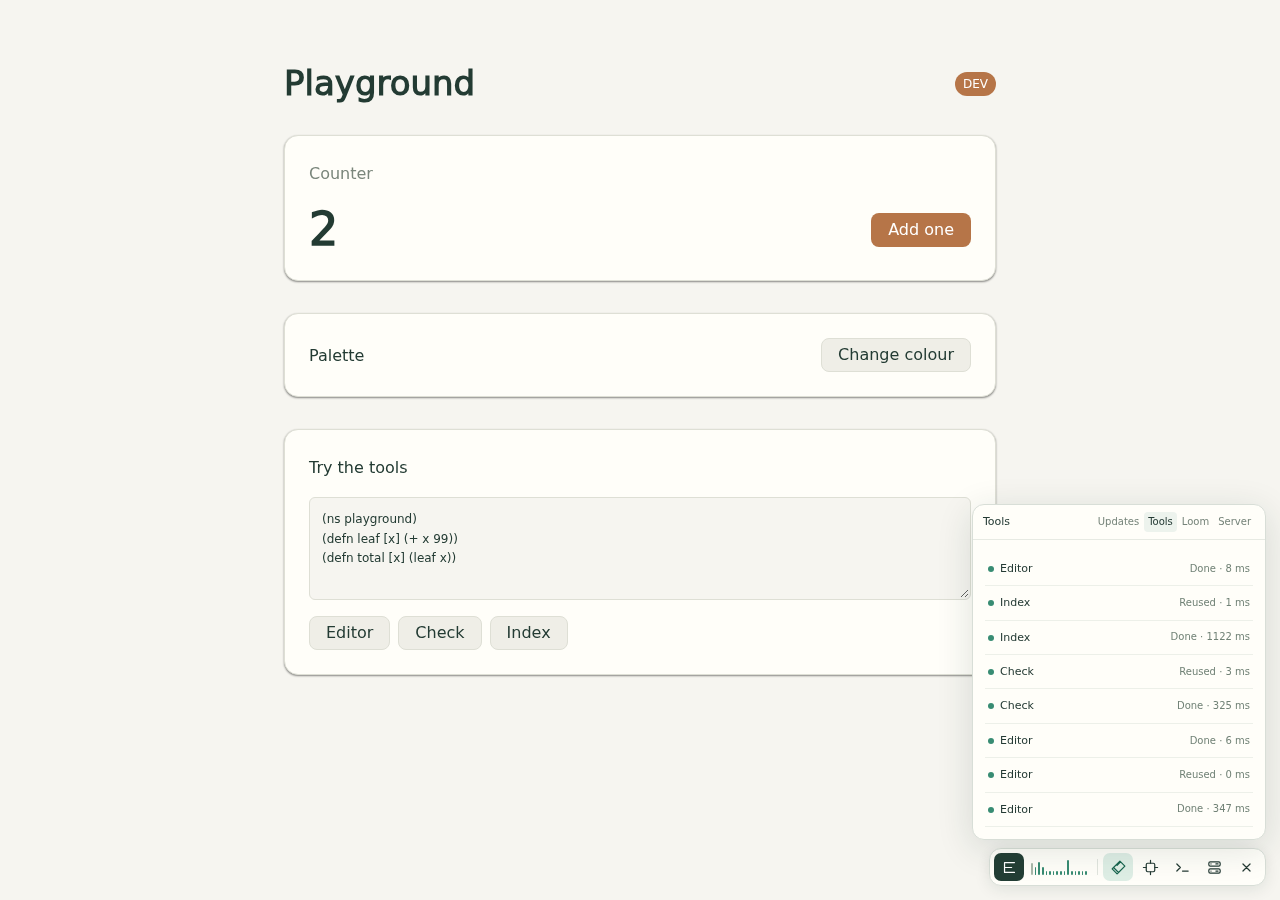 Playground
DEV
Counter
2
Add one
Palette
Change colour
Try the tools
(ns playground)
(defn leaf [x] (+ x 99))
(defn total [x] (leaf x))
Editor Check Index
Tools Updates Tools Loom Server
Editor Done · 8 ms
Index Reused · 1 ms
Index Done · 1122 ms
Check Reused · 3 ms
Check Done · 325 ms
Editor Done · 6 ms
Editor Reused · 0 ms
Editor Done · 347 ms